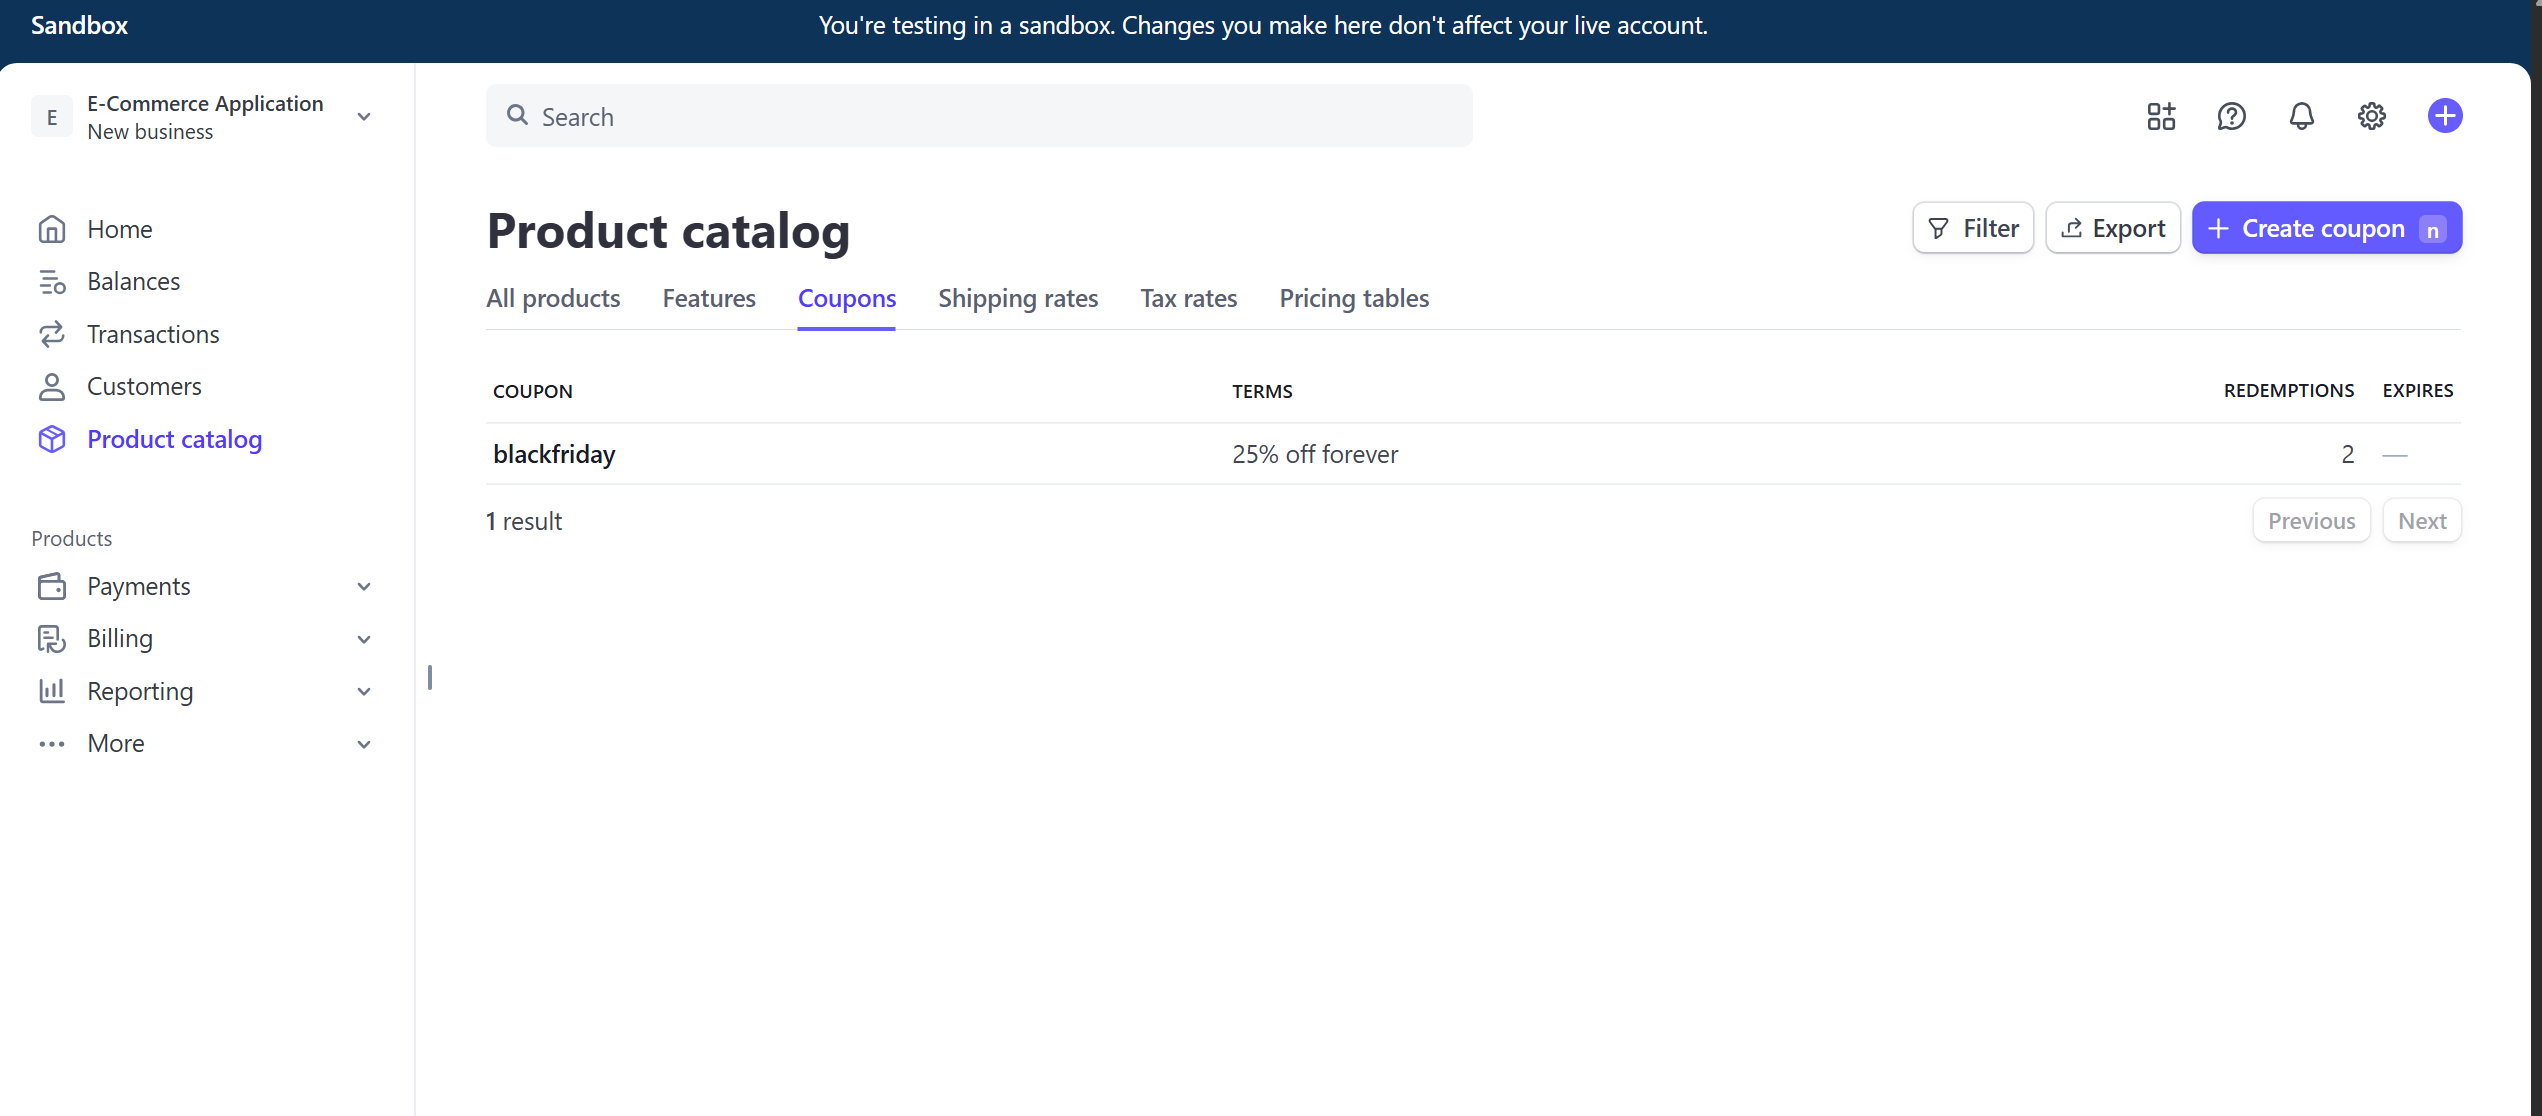 Sandbox
You're testing in a sandbox. Changes you make here don't affect your live account.
E
E-Commerce Application
New business
Search
Home
Balances
Transactions
Customers
Product catalog
Products
Payments
Billing
Reporting
More
Product catalog
Filter
Export
Create coupon n
All products Features Coupons Shipping rates Tax rates Pricing tables
COUPON TERMS REDEMPTIONS EXPIRES
blackfriday 25% off forever 2 —
1 result
Previous Next